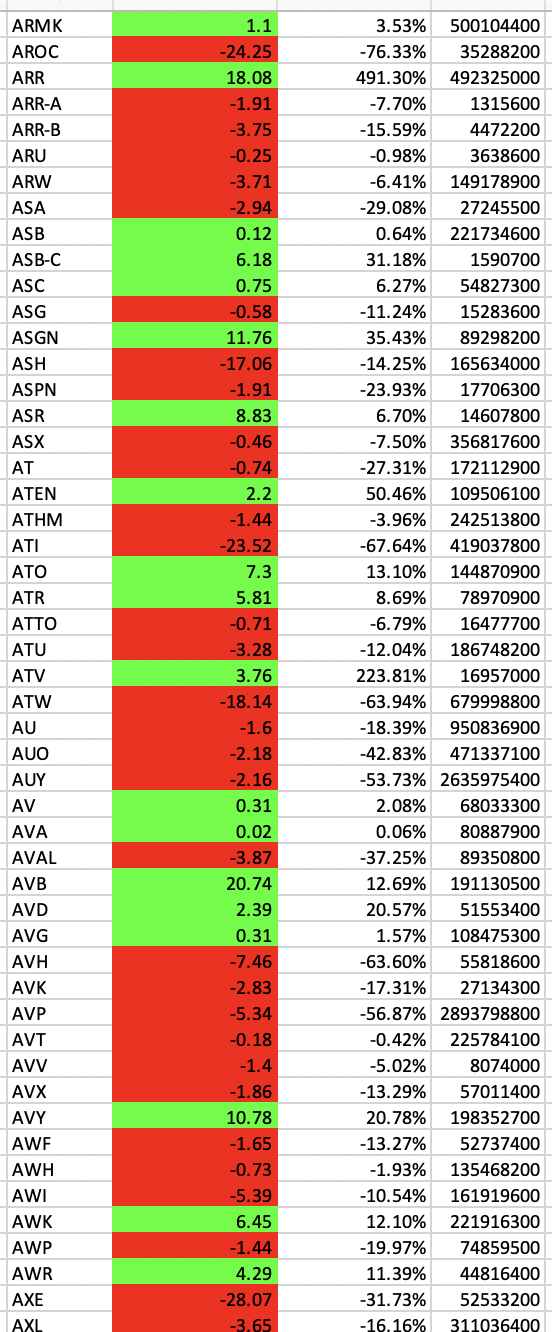 ARMK 1.1 3.53% 500104400
AROC -24.25 -76.33% 35288200
ARR 18.08 491.30% 492325000
ARR-A -1.91 -7.70% 1315600
ARR-B -3.75 -15.59% 4472200
ARU -0.25 -0.98% 3638600
ARW -3.71 -6.41% 149178900
ASA -2.94 -29.08% 27245500
ASB 0.12 0.64% 221734600
ASB-C 6.18 31.18% 1590700
ASC 0.75 6.27% 54827300
ASG -0.58 -11.24% 15283600
ASGN 11.76 35.43% 89298200
ASH -17.06 -14.25% 165634000
ASPN -1.91 -23.93% 17706300
ASR 8.83 6.70% 14607800
ASX -0.46 -7.50% 356817600
AT -0.74 -27.31% 172112900
ATEN 2.2 50.46% 109506100
ATHM -1.44 -3.96% 242513800
ATI -23.52 -67.64% 419037800
ATO 7.3 13.10% 144870900
ATR 5.81 8.69% 78970900
ATTO -0.71 -6.79% 16477700
ATU -3.28 -12.04% 186748200
ATV 3.76 223.81% 16957000
ATW -18.14 -63.94% 679998800
AU -1.6 -18.39% 950836900
AUO -2.18 -42.83% 471337100
AUY -2.16 -53.73% 2635975400
AV 0.31 2.08% 68033300
AVA 0.02 0.06% 80887900
AVAL -3.87 -37.25% 89350800
AVB 20.74 12.69% 191130500
AVD 2.39 20.57% 51553400
AVG 0.31 1.57% 108475300
AVH -7.46 -63.60% 55818600
AVK -2.83 -17.31% 27134300
AVP -5.34 -56.87% 2893798800
AVT -0.18 -0.42% 225784100
AVV -1.4 -5.02% 8074000
AVX -1.86 -13.29% 57011400
AVY 10.78 20.78% 198352700
AWF -1.65 -13.27% 52737400
AWH -0.73 -1.93% 135468200
AWI -5.39 -10.54% 161919600
AWK 6.45 12.10% 221916300
AWP -1.44 -19.97% 74859500
AWR 4.29 11.39% 44816400
AXE -28.07 -31.73% 52533200
AXL -3.65 -16.16% 311036400